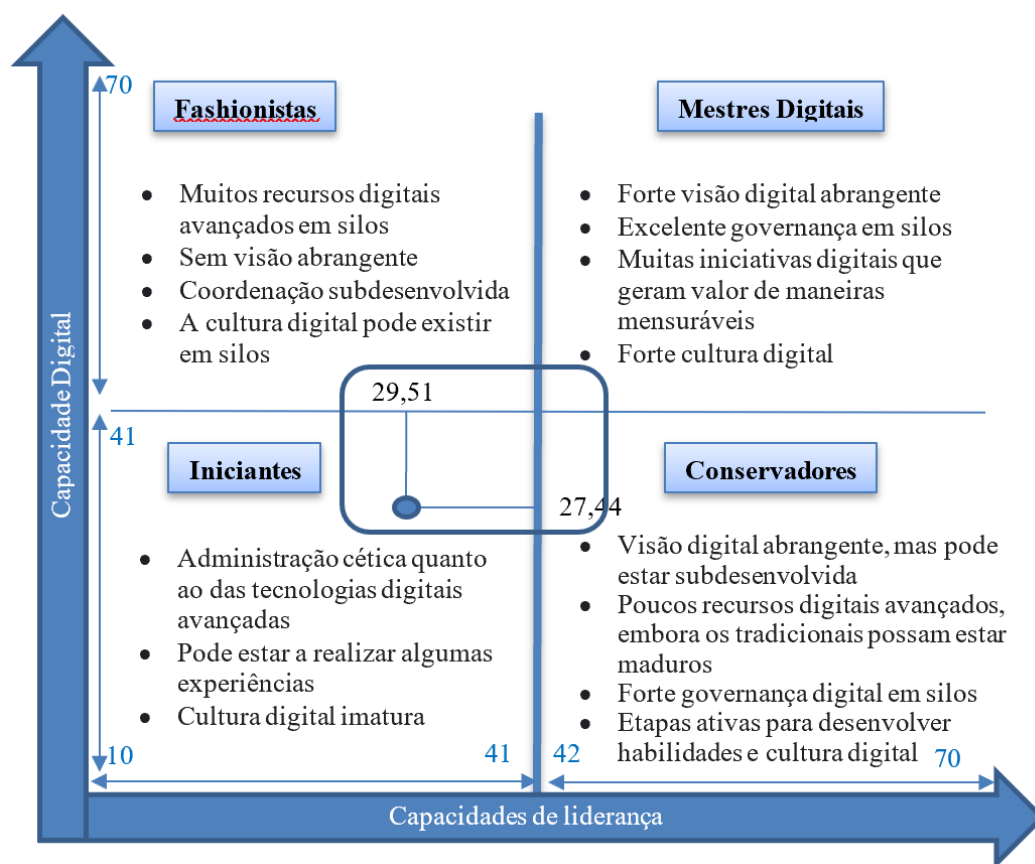 70
Fashionistas
Mestres Digitais
• Muitos recursos digitais
avançados em silos
• Sem visão abrangente
• Coordenação subdesenvolvida
• A cultura digital pode existir
em silos
• Forte visão digital abrangente
• Excelente governança em silos
• Muitas iniciativas digitais que
geram valor de maneiras
mensuráveis
• Forte cultura digital
Capacidade Digital
29,51
41
Iniciantes
Conservadores
27,44
• Administração cética quanto
ao das tecnologias digitais
avançadas
• Pode estar a realizar algumas
experiências
• Cultura digital imatura
• Visão digital abrangente, mas pode
estar subdesenvolvida
• Poucos recursos digitais avançados,
embora os tradicionais possam estar
maduros
• Forte governança digital em silos
• Etapas ativas para desenvolver
habilidades e cultura digital
10
41
42
70
Capacidades de liderança